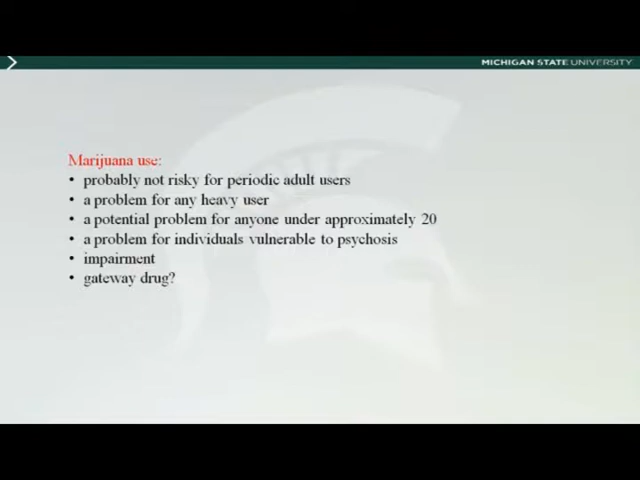 MICHIGAN STATE UNIVERSITY
Marijuana use:
• probably not risky for periodic adult users
• a problem for any heavy user
• a potential problem for anyone under approximately 20
• a problem for individuals vulnerable to psychosis
• impairment
• gateway drug?